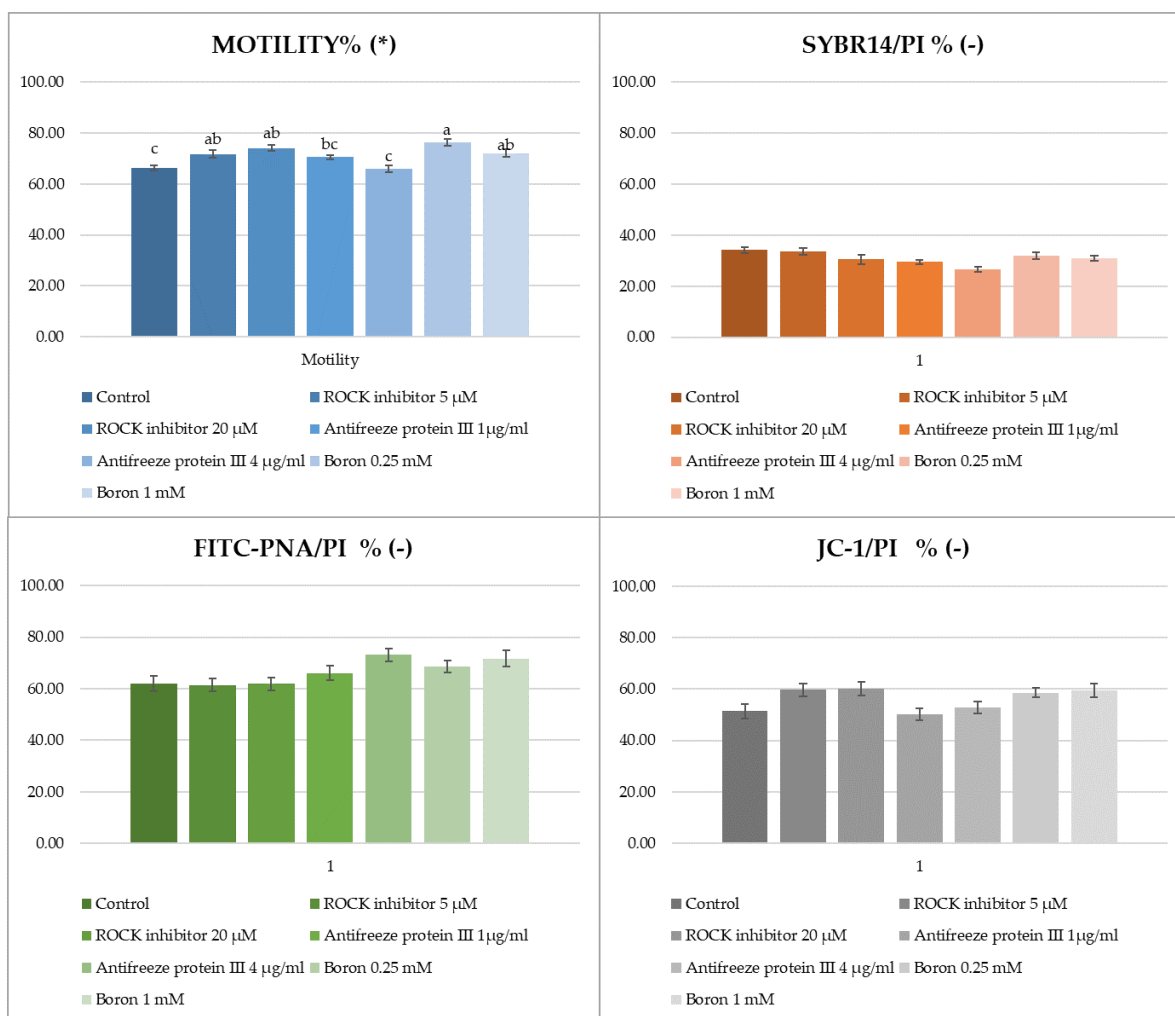 MOTILITY% (*)
100.00
80.00
60.00
40.00
20.00
0.00
c
ab
ab
bc
c
a
ab
Motility
Control
ROCK inhibitor 5 µM
ROCK inhibitor 20 µM
Antifreeze protein III 1µg/ml
Antifreeze protein III 4 µg/ml
Boron 0.25 mM
Boron 1 mM
SYBR14/PI % (-)
100.00
80.00
60.00
40.00
20.00
0.00
1
Control
ROCK inhibitor 5 µM
ROCK inhibitor 20 µM
Antifreeze protein III 1µg/ml
Antifreeze protein III 4 µg/ml
Boron 0.25 mM
Boron 1 mM
FITC-PNA/PI % (-)
100.00
80.00
60.00
40.00
20.00
0.00
1
Control
ROCK inhibitor 5 µM
ROCK inhibitor 20 µM
Antifreeze protein III 1µg/ml
Antifreeze protein III 4 µg/ml
Boron 0.25 mM
Boron 1 mM
JC-1/PI % (-)
100.00
80.00
60.00
40.00
20.00
0.00
1
Control
ROCK inhibitor 5 µM
ROCK inhibitor 20 µM
Antifreeze protein III 1µg/ml
Antifreeze protein III 4 µg/ml
Boron 0.25 mM
Boron 1 mM